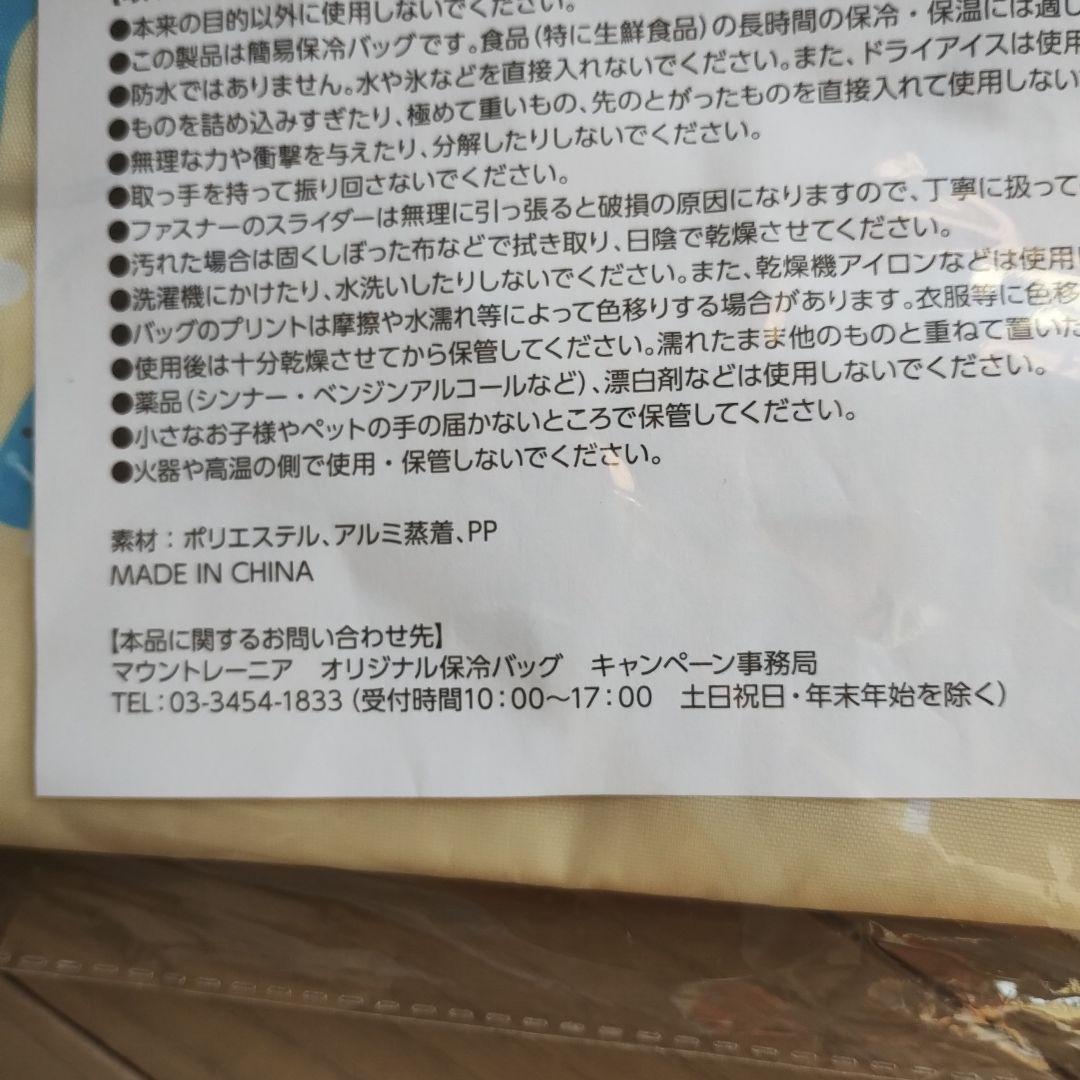 ●本来の目的以外に使用しないでください。
●この製品は簡易保冷バッグです。食品(特に生鮮食品)の長時間の保冷・保温には適し
●防水ではありません。水や氷などを直接入れないでください。また、ドライアイスは使用
●ものを詰め込みすぎたり、極めて重いもの、先のとがったものを直接入れて使用しない
●無理な力や衝撃を与えたり、分解したりしないでください。
●取っ手を持って振り回さないでください。
●ファスナーのスライダーは無理に引っ張ると破損の原因になりますので、丁寧に扱って
●汚れた場合は固くしぼった布などで拭き取り、日陰で乾燥させてください。
●洗濯機にかけたり、水洗いしたりしないでください。また、乾燥機アイロンなどは使用
●バッグのプリントは摩擦や水濡れ等によって色移りする場合があります。衣服等に色移
●使用後は十分乾燥させてから保管してください。濡れたまま他のものと重ねて置いた
●薬品(シンナー・ベンジンアルコールなど)、漂白剤などは使用しないでください。
●小さなお子様やペットの手の届かないところで保管してください。
●火器や高温の側で使用・保管しないでください。
素材：ポリエステル、アルミ蒸着、PP
MADE IN CHINA
【本品に関するお問い合わせ先】
マウントレーニア　オリジナル保冷バッグ　キャンペーン事務局
TEL：03-3454-1833（受付時間10：00〜17：00　土日祝日・年末年始を除く）